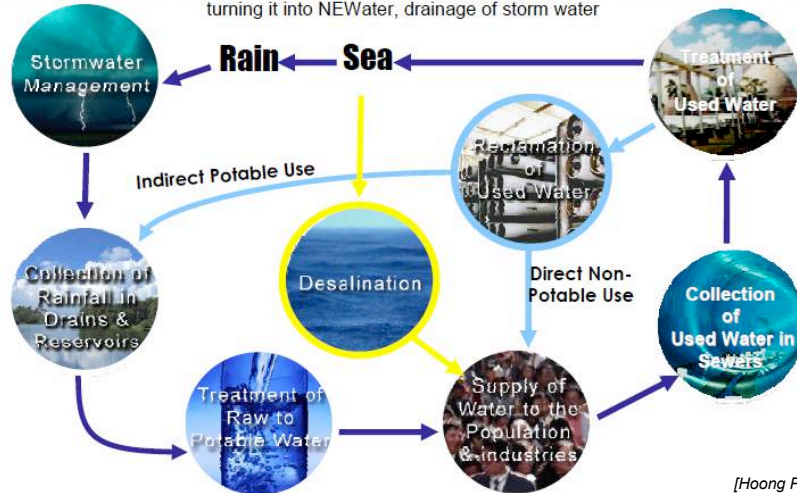 turning it into NEWater, drainage of storm water
Stormwater
Management
Rain
Sea
Treatment
of
Used Water
Reclamation
of
Used Water
Indirect Potable Use
Collection of
Rainfall in
Drains &
Reservoirs
Desalination
Direct Non-
Potable Use
Collection
of
Used Water in
Sewers
Treatment of
Raw to
Potable Water
Supply of
Water to the
Population
& industries
[Hoong